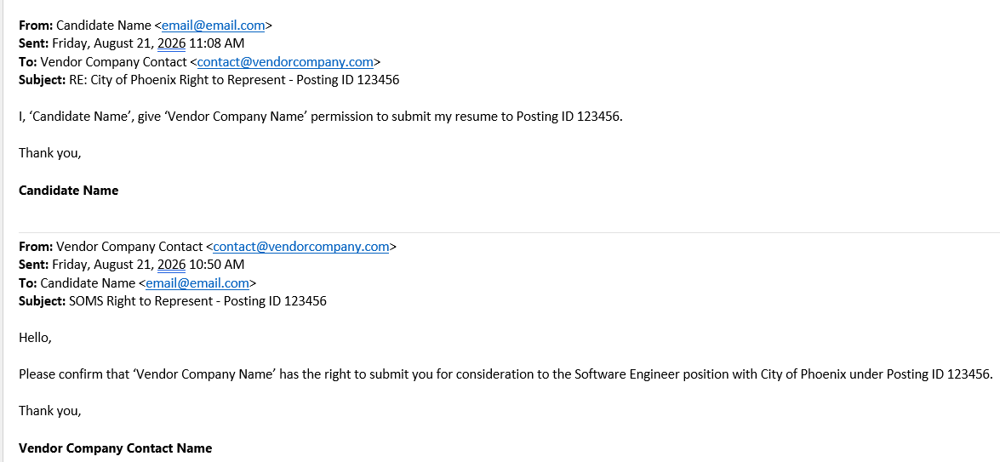 From: Candidate Name <email@email.com>
Sent: Friday, August 21, 2026 11:08 AM
To: Vendor Company Contact <contact@vendorcompany.com>
Subject: RE: City of Phoenix Right to Represent - Posting ID 123456
I, ‘Candidate Name’, give ‘Vendor Company Name’ permission to submit my resume to Posting ID 123456.
Thank you,
Candidate Name
From: Vendor Company Contact <contact@vendorcompany.com>
Sent: Friday, August 21, 2026 10:50 AM
To: Candidate Name <email@email.com>
Subject: SOMS Right to Represent - Posting ID 123456
Hello,
Please confirm that ‘Vendor Company Name’ has the right to submit you for consideration to the Software Engineer position with City of Phoenix under Posting ID 123456.
Thank you,
Vendor Company Contact Name